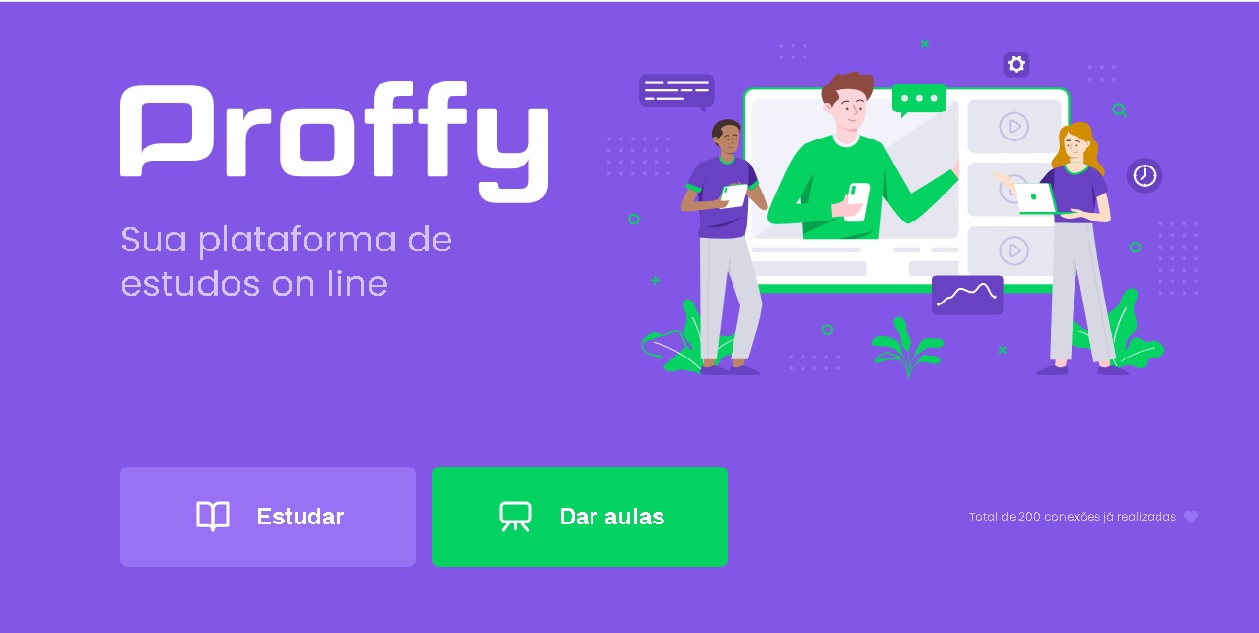 Proffy
Sua plataforma de
estudos on line
Estudar
Dar aulas
Total de 200 conexões já realizadas